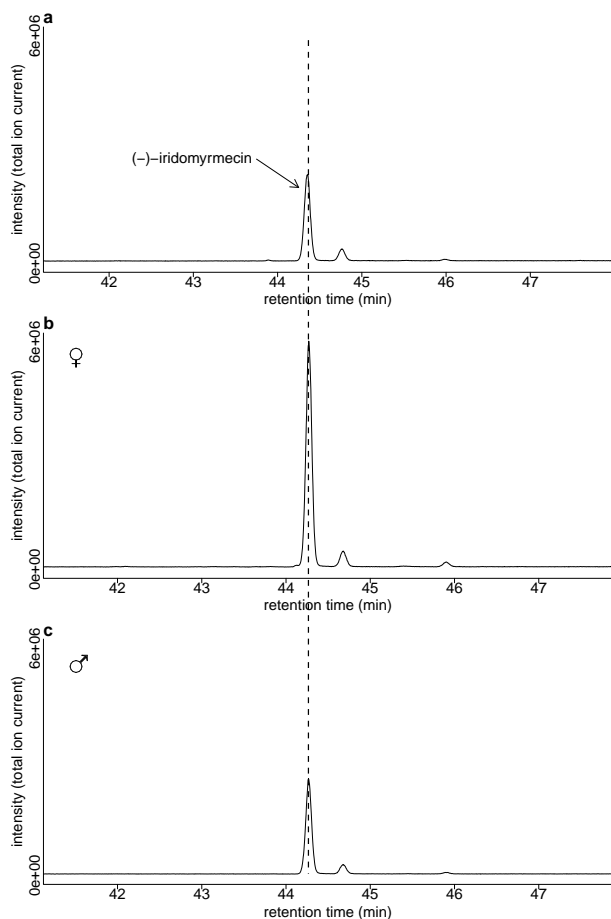 a
6e+06
intensity (total ion current)
0e+00
(−)−iridomyrmecin
42 43 44 45 46 47
retention time (min)
b
6e+06
♀
intensity (total ion current)
0e+00
42 43 44 45 46 47
retention time (min)
c
6e+06
♂
intensity (total ion current)
0e+00
42 43 44 45 46 47
retention time (min)